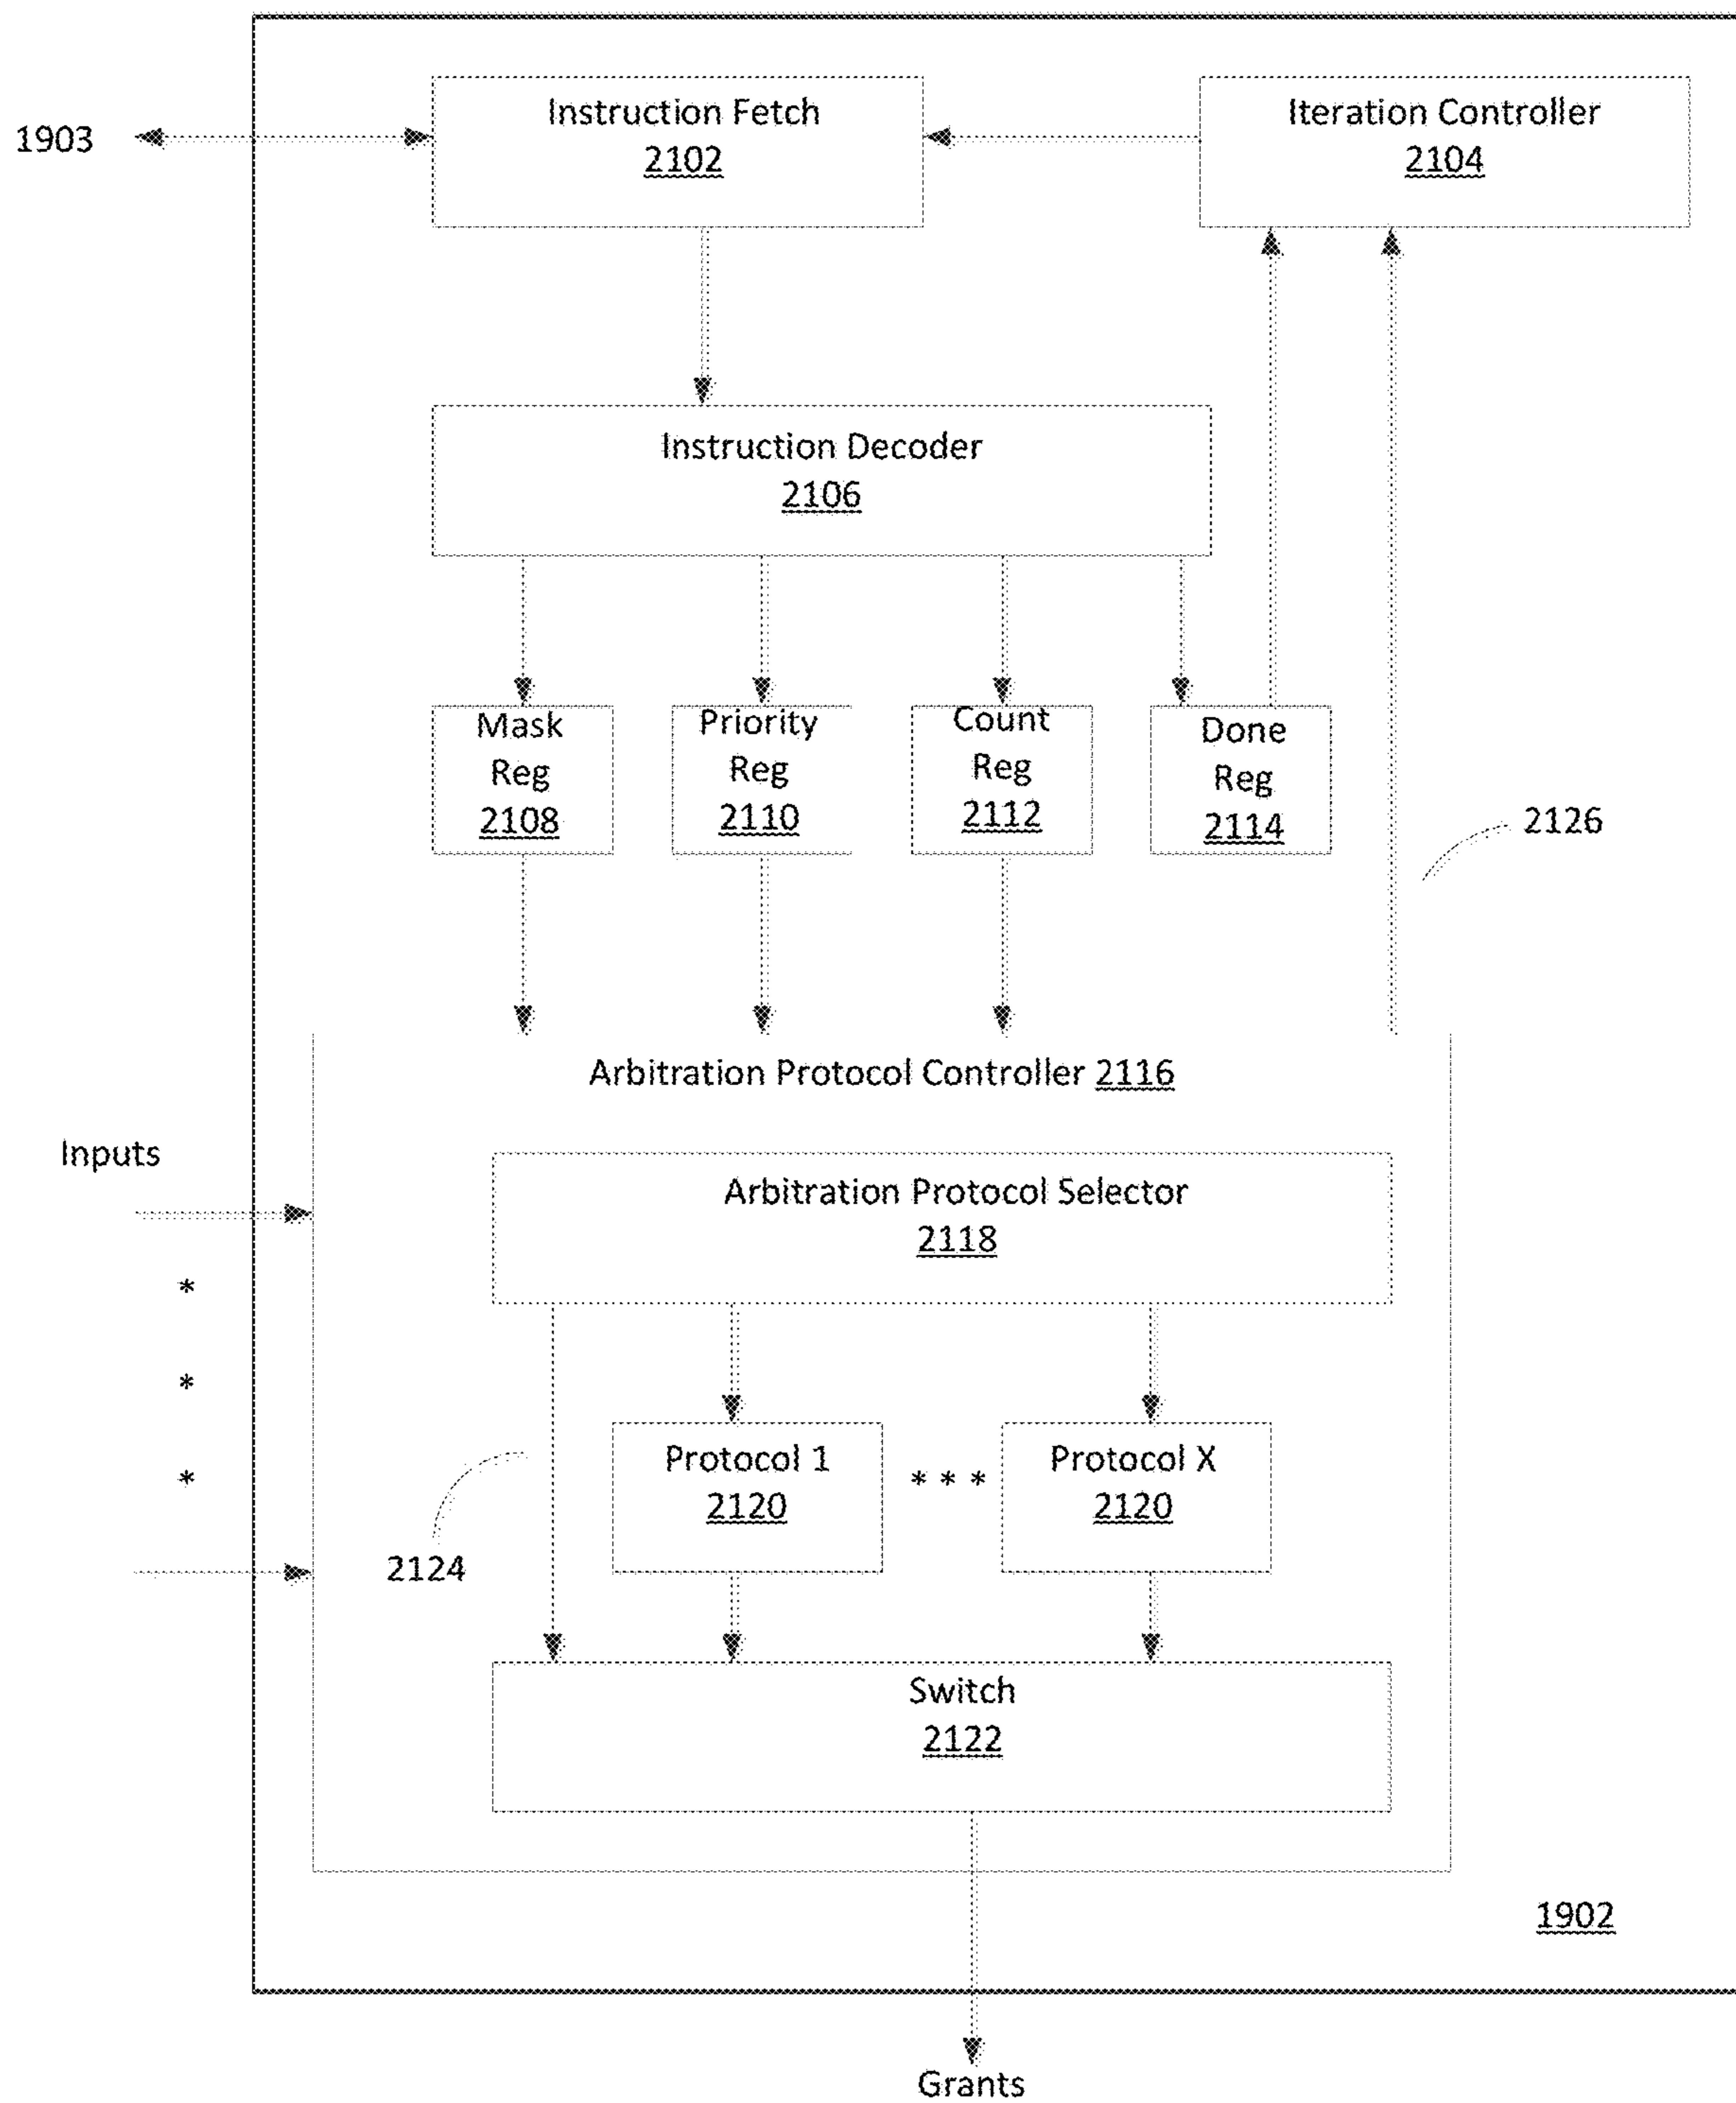 Instruction Fetch
2102
Iteration Controller
2104
1903
Instruction Decoder
2106
Mask
Reg
2108
Priority
Reg
2110
Count
Reg
2112
Done
Reg
2114
2126
Arbitration Protocol Controller 2116
Inputs
Arbitration Protocol Selector
2118
*
*
*
Protocol 1
2120
* * *
Protocol X
2120
2124
Switch
2122
1902
Grants